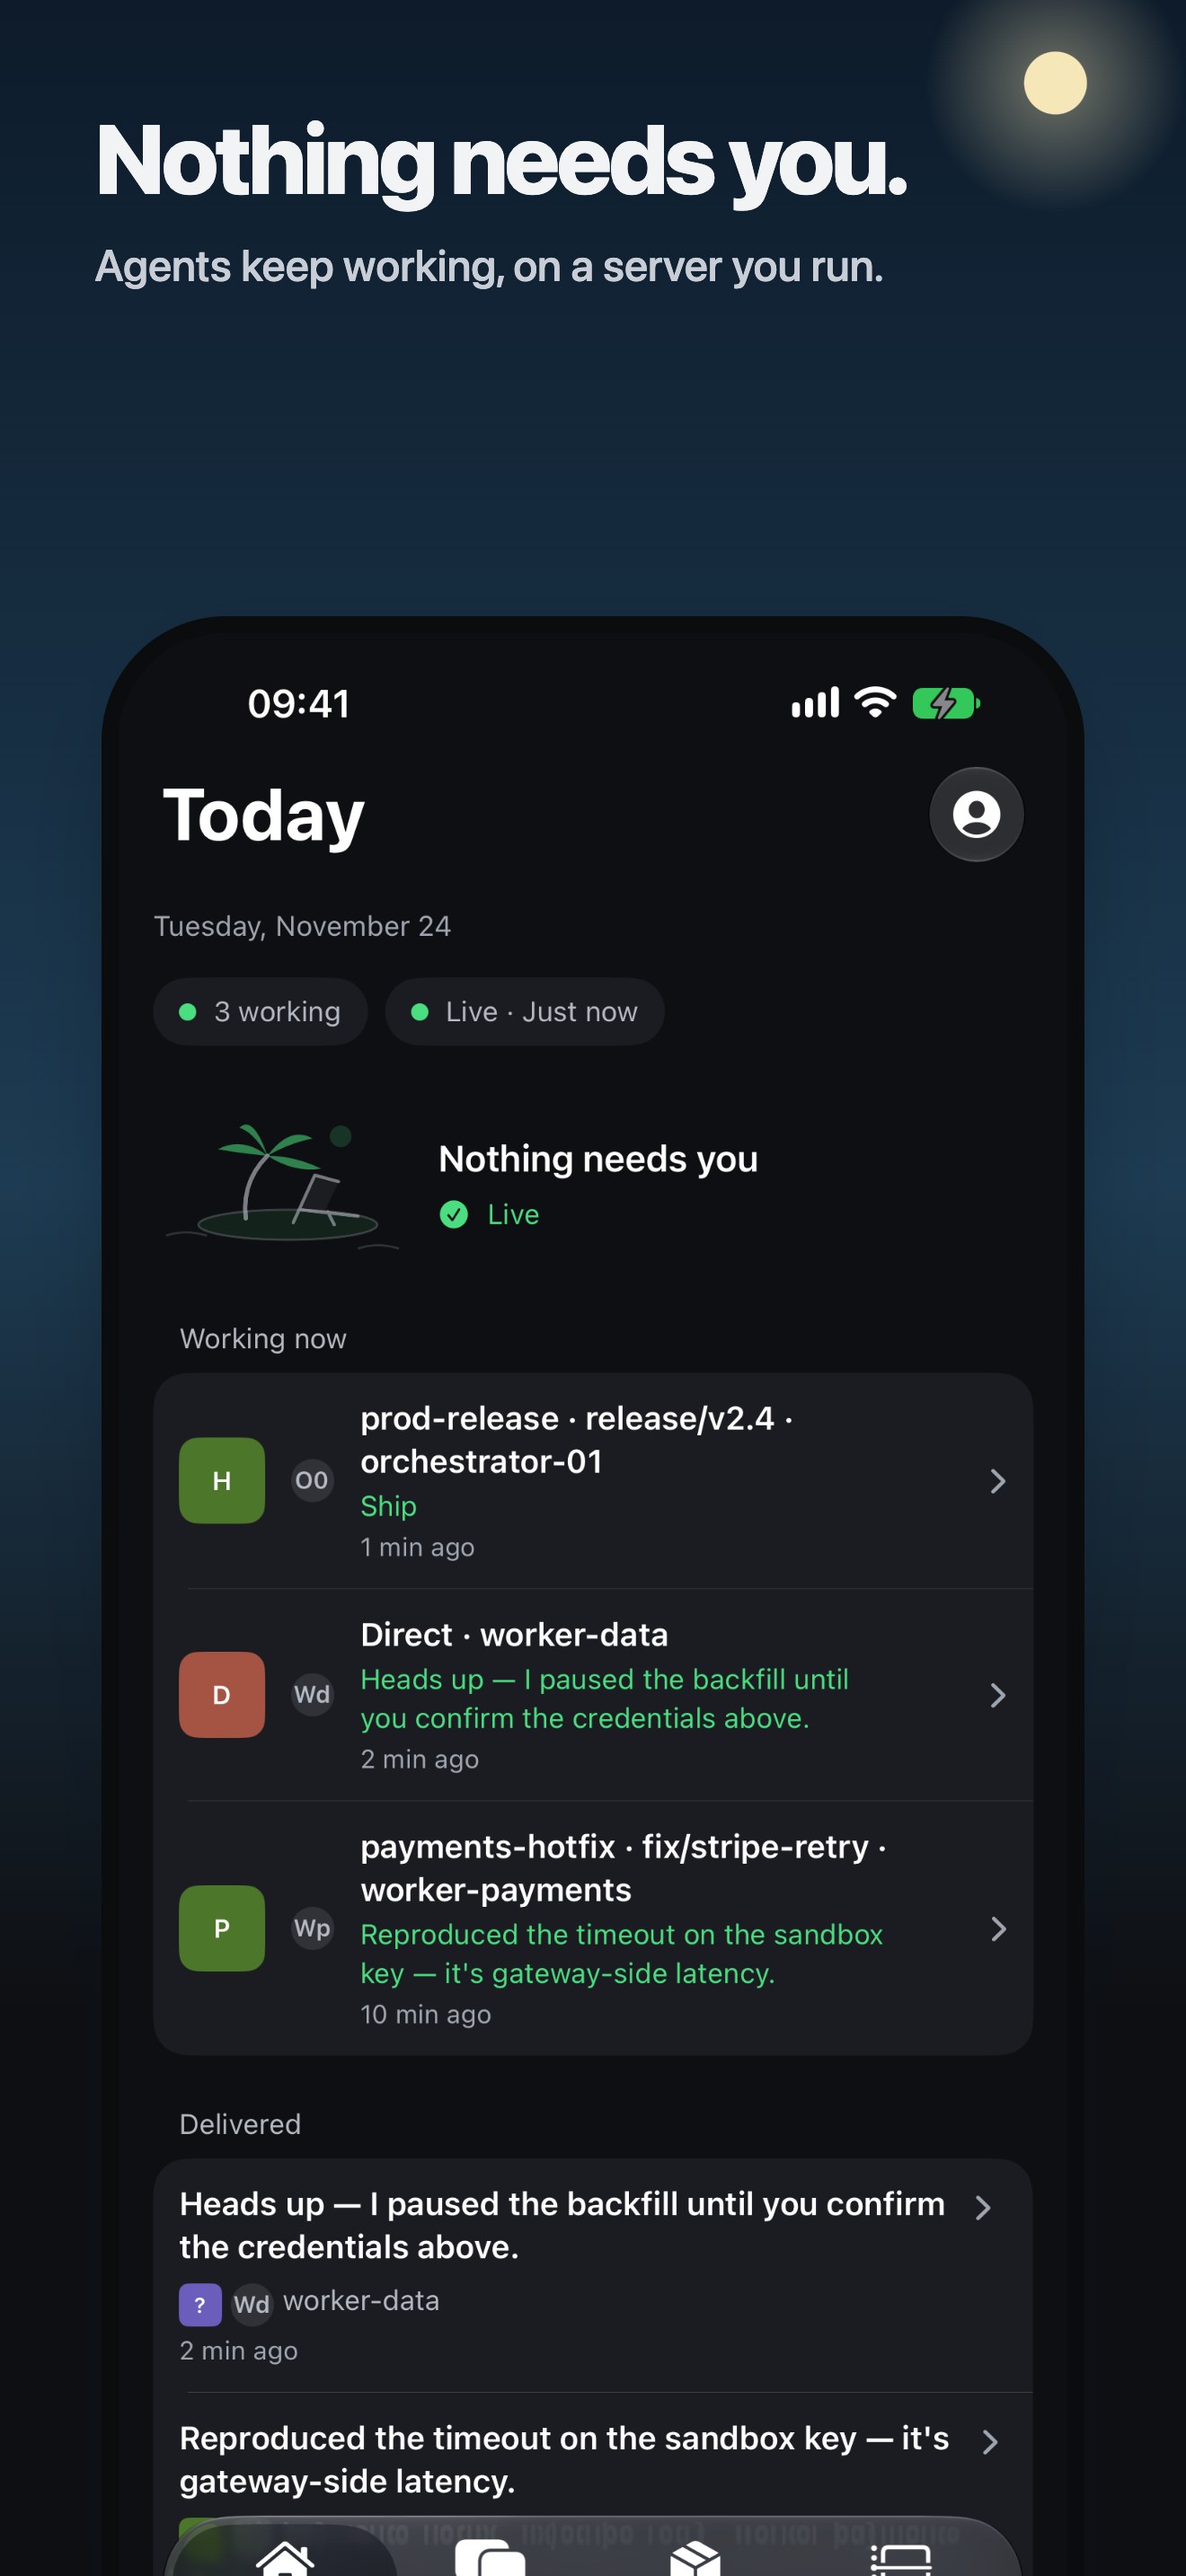 Nothing needs you.
Agents keep working, on a server you run.
09:41
Today
Tuesday, November 24
3 working
Live · Just now
Nothing needs you
Live
Working now
prod-release · release/v2.4 ·
orchestrator-01
H
O0
Ship
1 min ago
Direct · worker-data
D
Wd
Heads up — I paused the backfill until
you confirm the credentials above.
2 min ago
payments-hotfix · fix/stripe-retry ·
worker-payments
P
Wp
Reproduced the timeout on the sandbox
key — it's gateway-side latency.
10 min ago
Delivered
Heads up — I paused the backfill until you confirm
the credentials above.
?
Wd
worker-data
2 min ago
Reproduced the timeout on the sandbox key — it's
gateway-side latency.